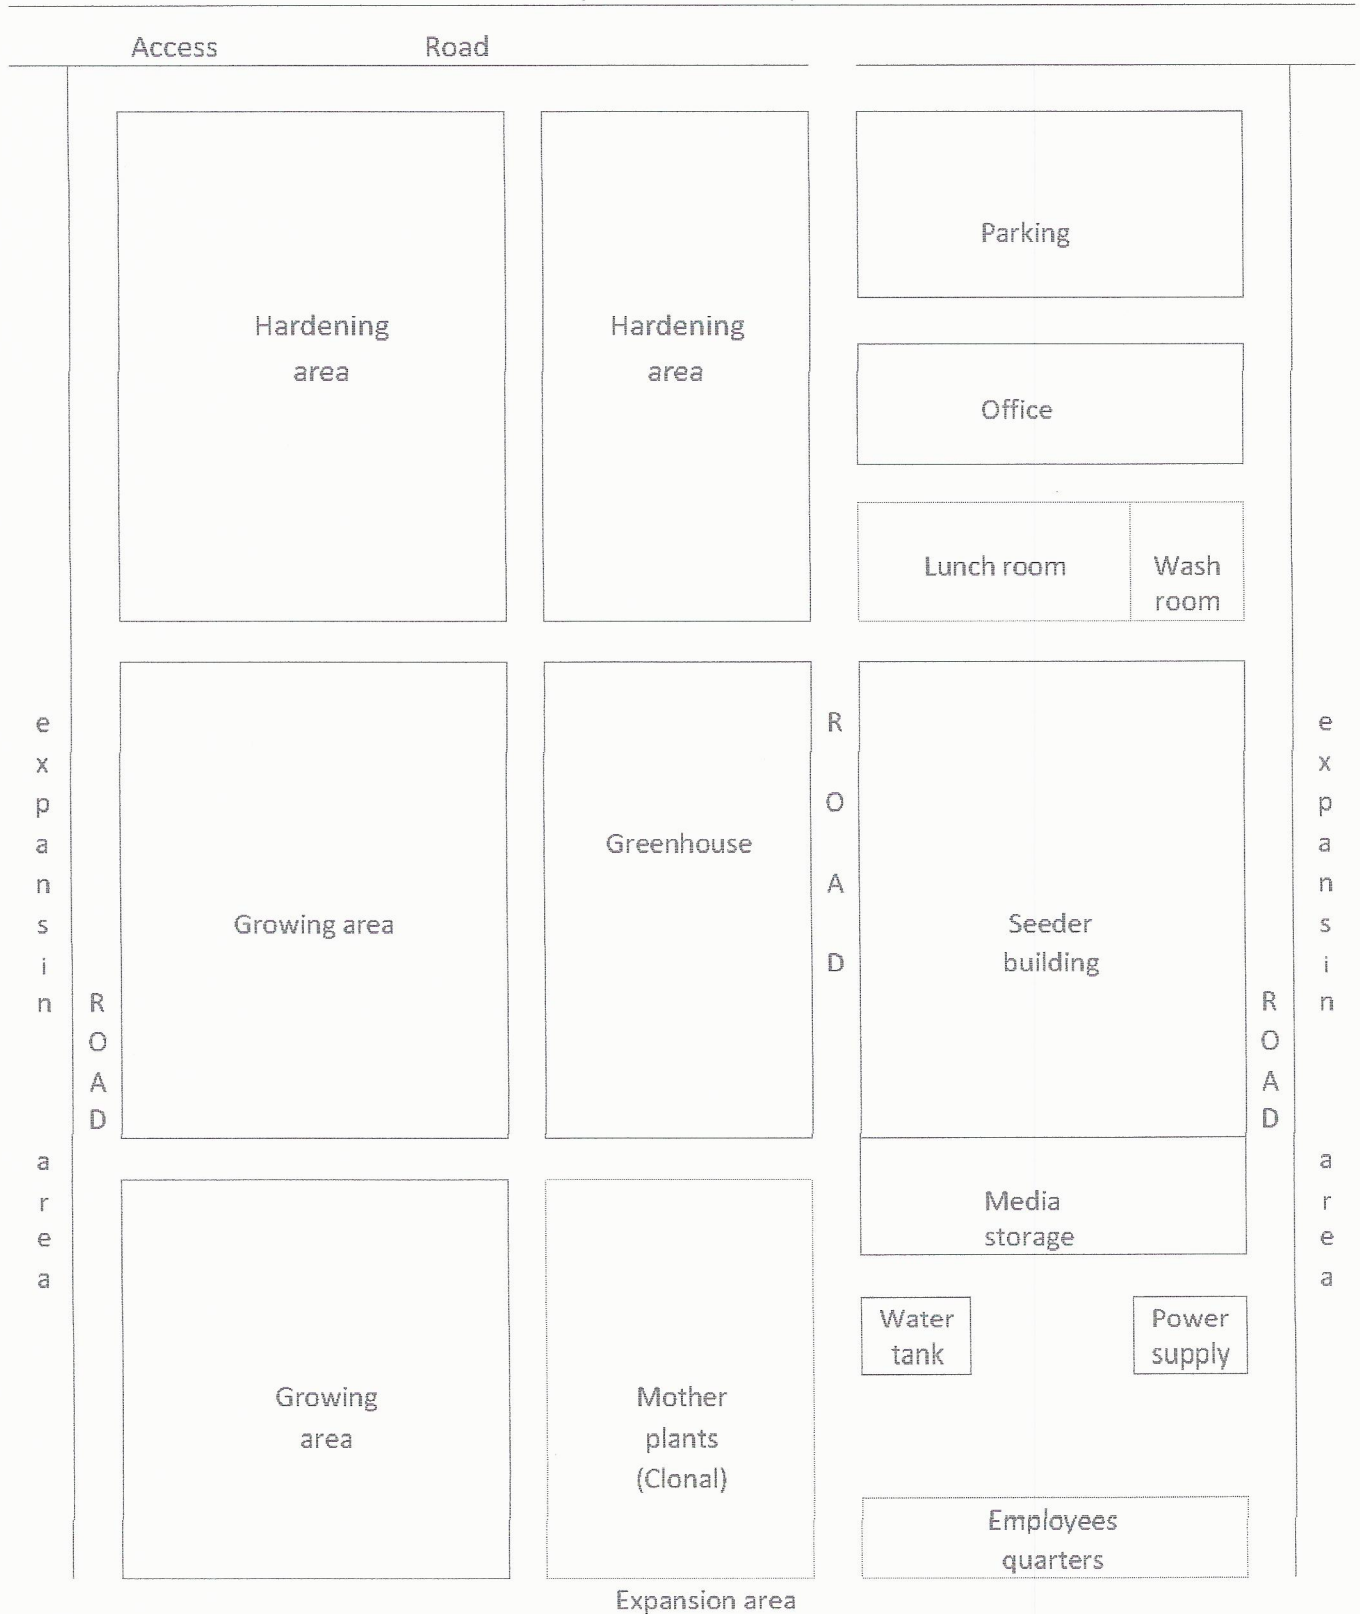 Access Road
Hardening
area
Hardening
area
Parking
Office
Lunch room
Wash
room
e
x
p
a
n
s
i
n
a
r
e
a
R
O
A
D
Growing area
Greenhouse
R
O
A
D
Seeder
building
R
O
A
D
e
x
p
a
n
s
i
n
a
r
e
a
Media
storage
Water
tank
Power
supply
Growing
area
Mother
plants
(Clonal)
Employees
quarters
Expansion area